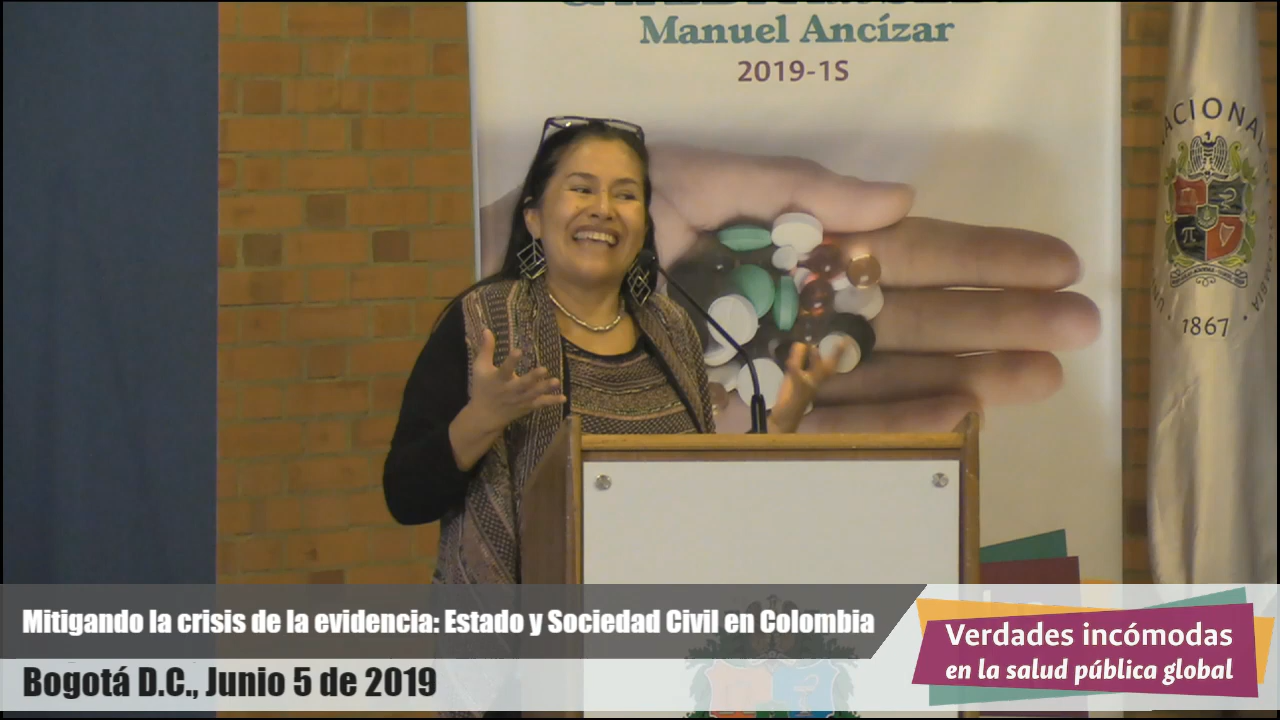 Manuel Ancízar
2019-1S
1867
Mitigando la crisis de la evidencia: Estado y Sociedad Civil en Colombia
Bogotá D.C., Junio 5 de 2019
Verdades incómodas
en la salud pública global